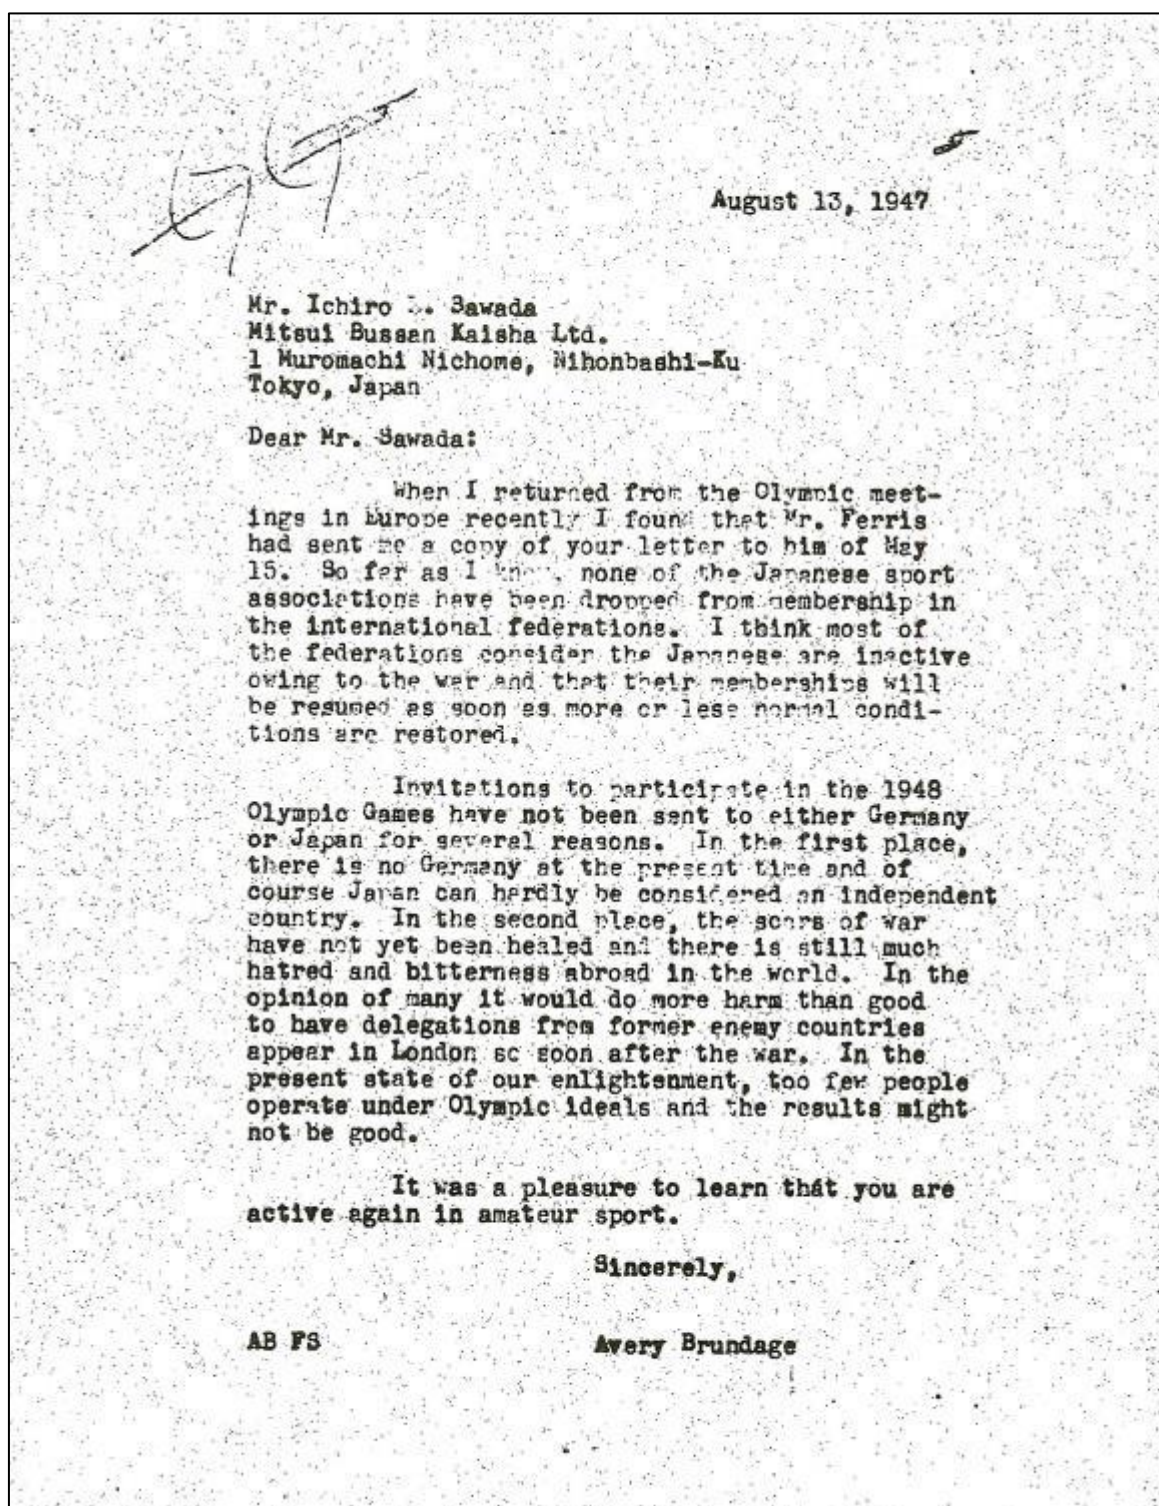 August 13, 1947
Mr. Ichiro Sawada
Mitsui Bussan Kaisha Ltd.
1 Muromachi Nichome, Nihonbashi-Ku
Tokyo, Japan
Dear Mr. Sawada:
When I returned from the Olympic meet-
ings in Europe recently I found that Mr. Ferris
had sent me a copy of your letter to him of May
15. So far as I know, none of the Japanese sport
associations have been dropped from membership in
the international federations. I think most of
the federations consider the Japanese are inactive
owing to the war and that their memberships will
be resumed as soon as more or less normal condi-
tions are restored.
Invitations to participate in the 1948
Olympic Games have not been sent to either Germany
or Japan for several reasons. In the first place,
there is no Germany at the present time and of
course Japan can hardly be considered an independent
country. In the second place, the scars of war
have not yet been healed and there is still much
hatred and bitterness abroad in the world. In the
opinion of many it would do more harm than good
to have delegations from former enemy countries
appear in London so soon after the war. In the
present state of our enlightenment, too few people
operate under Olympic ideals and the results might
not be good.
It was a pleasure to learn that you are
active again in amateur sport.
Sincerely,
AB FS Avery Brundage